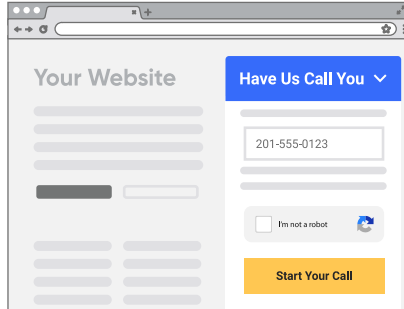 Your Website
Have Us Call You
201-555-0123
I'm not a robot
Start Your Call